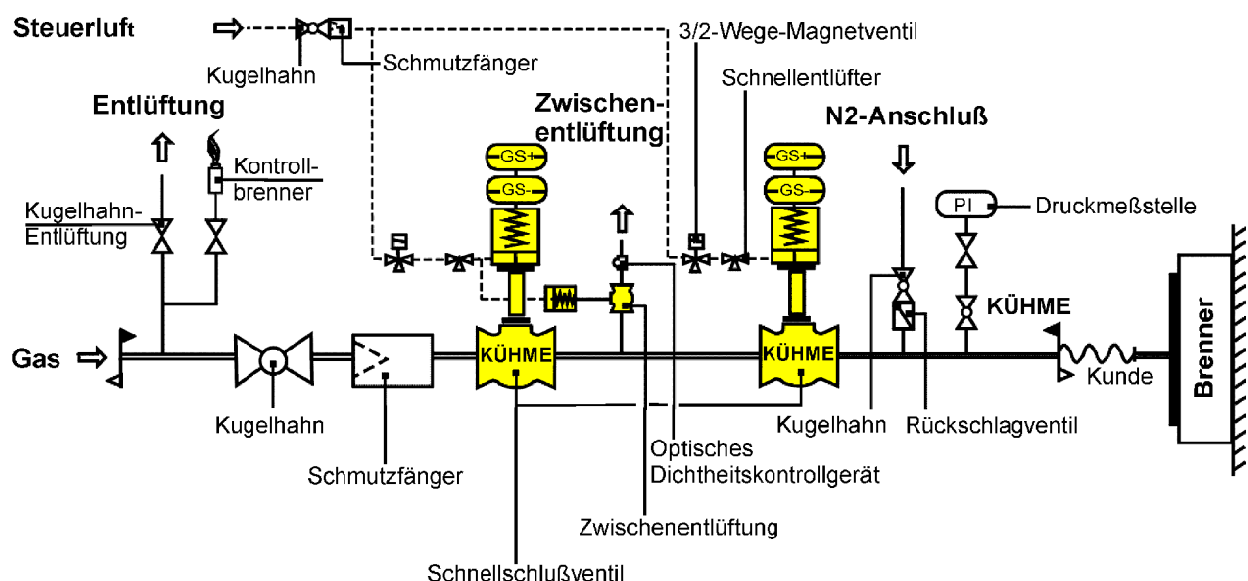 Steuerluft
3/2-Wege-Magnetventil
Kugelhahn
Schmutzfänger
Schnellentlüfter
Entlüftung
Zwischen-
entlüftung
N2-Anschluß
GS+
GS-
GS+
GS-
Kontroll-
brenner
Kugelhahn-
Entlüftung
PI
Druckmeßstelle
KÜHME
Gas
KÜHME
KÜHME
Kunde
Brenner
Kugelhahn
Kugelhahn
Rückschlagventil
Schmutzfänger
Optisches
Dichtheitskontrollgerät
Zwischenentlüftung
Schnellschlußventil